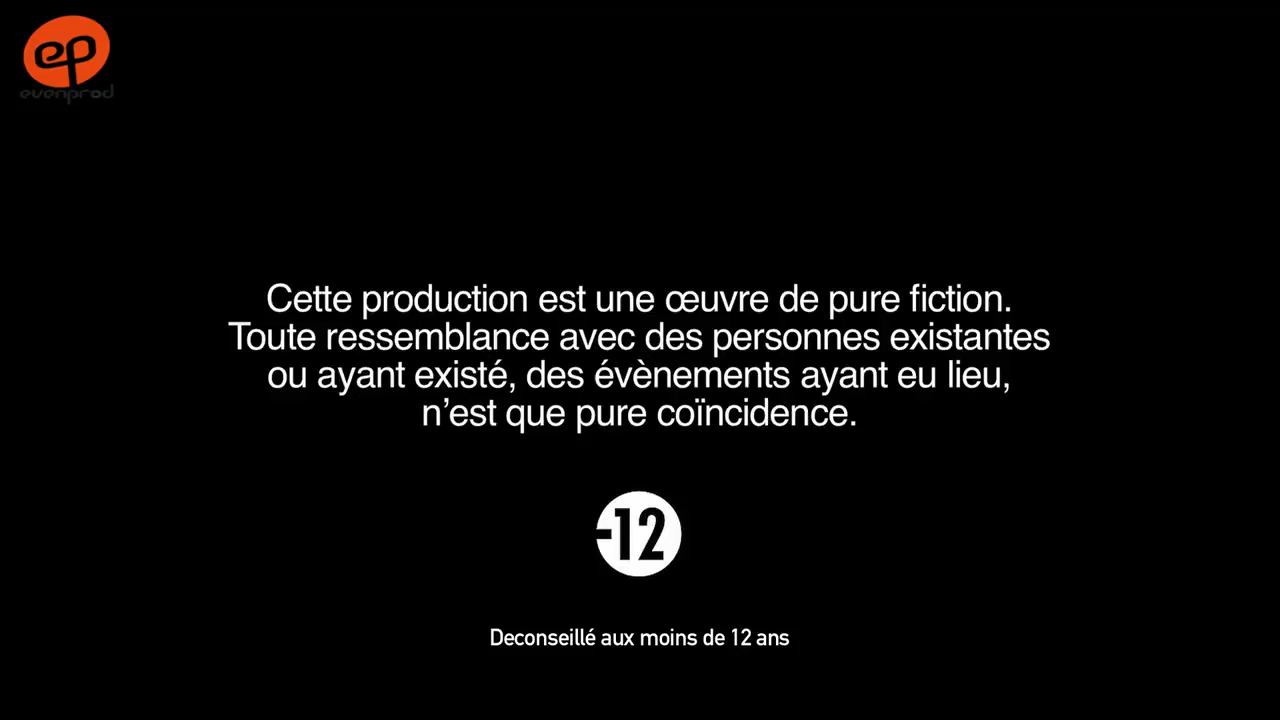 ep
evenprod
Cette production est une œuvre de pure fiction.
Toute ressemblance avec des personnes existantes
ou ayant existé, des évènements ayant eu lieu,
n’est que pure coïncidence.
-12
Deconseillé aux moins de 12 ans